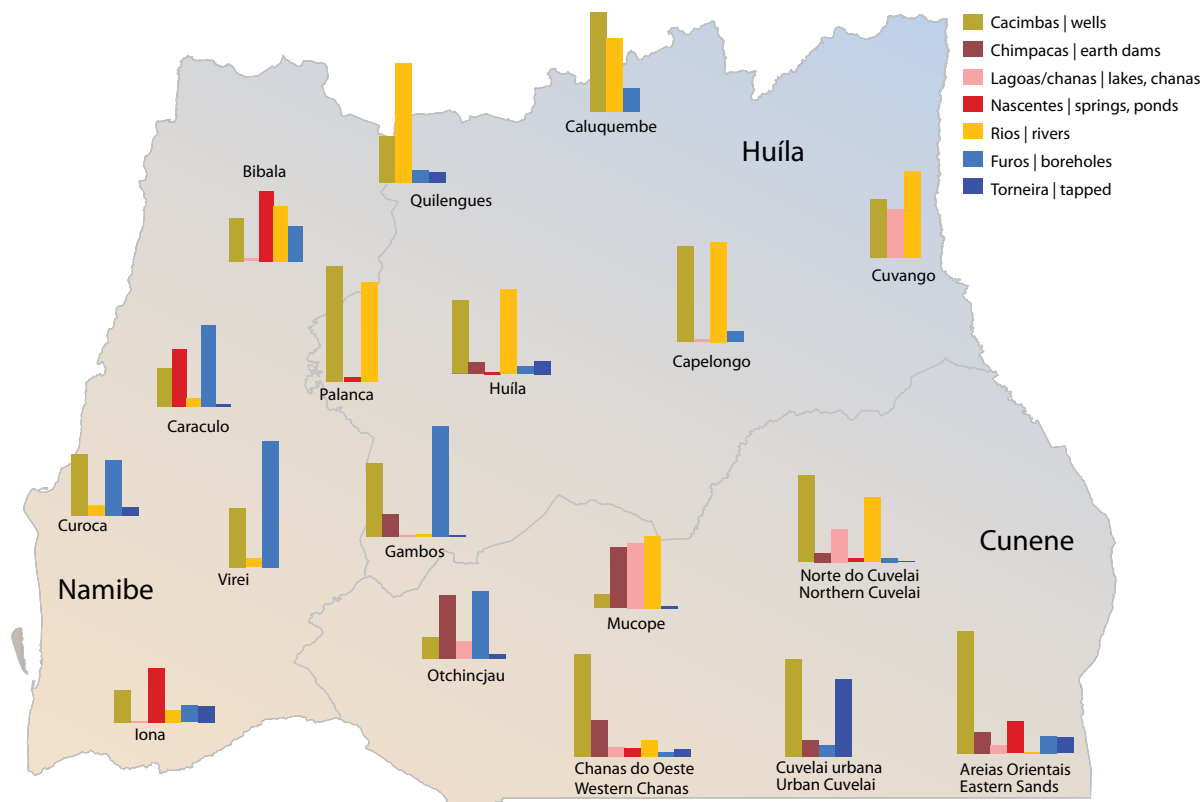 Cacimbas | wells
Chimpacas | earth dams
Lagoas/chanas | lakes, chanas
Nascentes | springs, ponds
Rios | rivers
Furos | boreholes
Torneira | tapped
Caluquembe
Huíla
Bibala
Quilengues
Cuvango
Capelongo
Palanca
Huíla
Caraculo
Curoca
Gambos
Virei
Namibe
Cunene
Norte do Cuvelai
Northern Cuvelai
Mucope
Otchincjau
Iona
Chanas do Oeste
Western Chanas
Cuvelai urbana
Urban Cuvelai
Areias Orientais
Eastern Sands